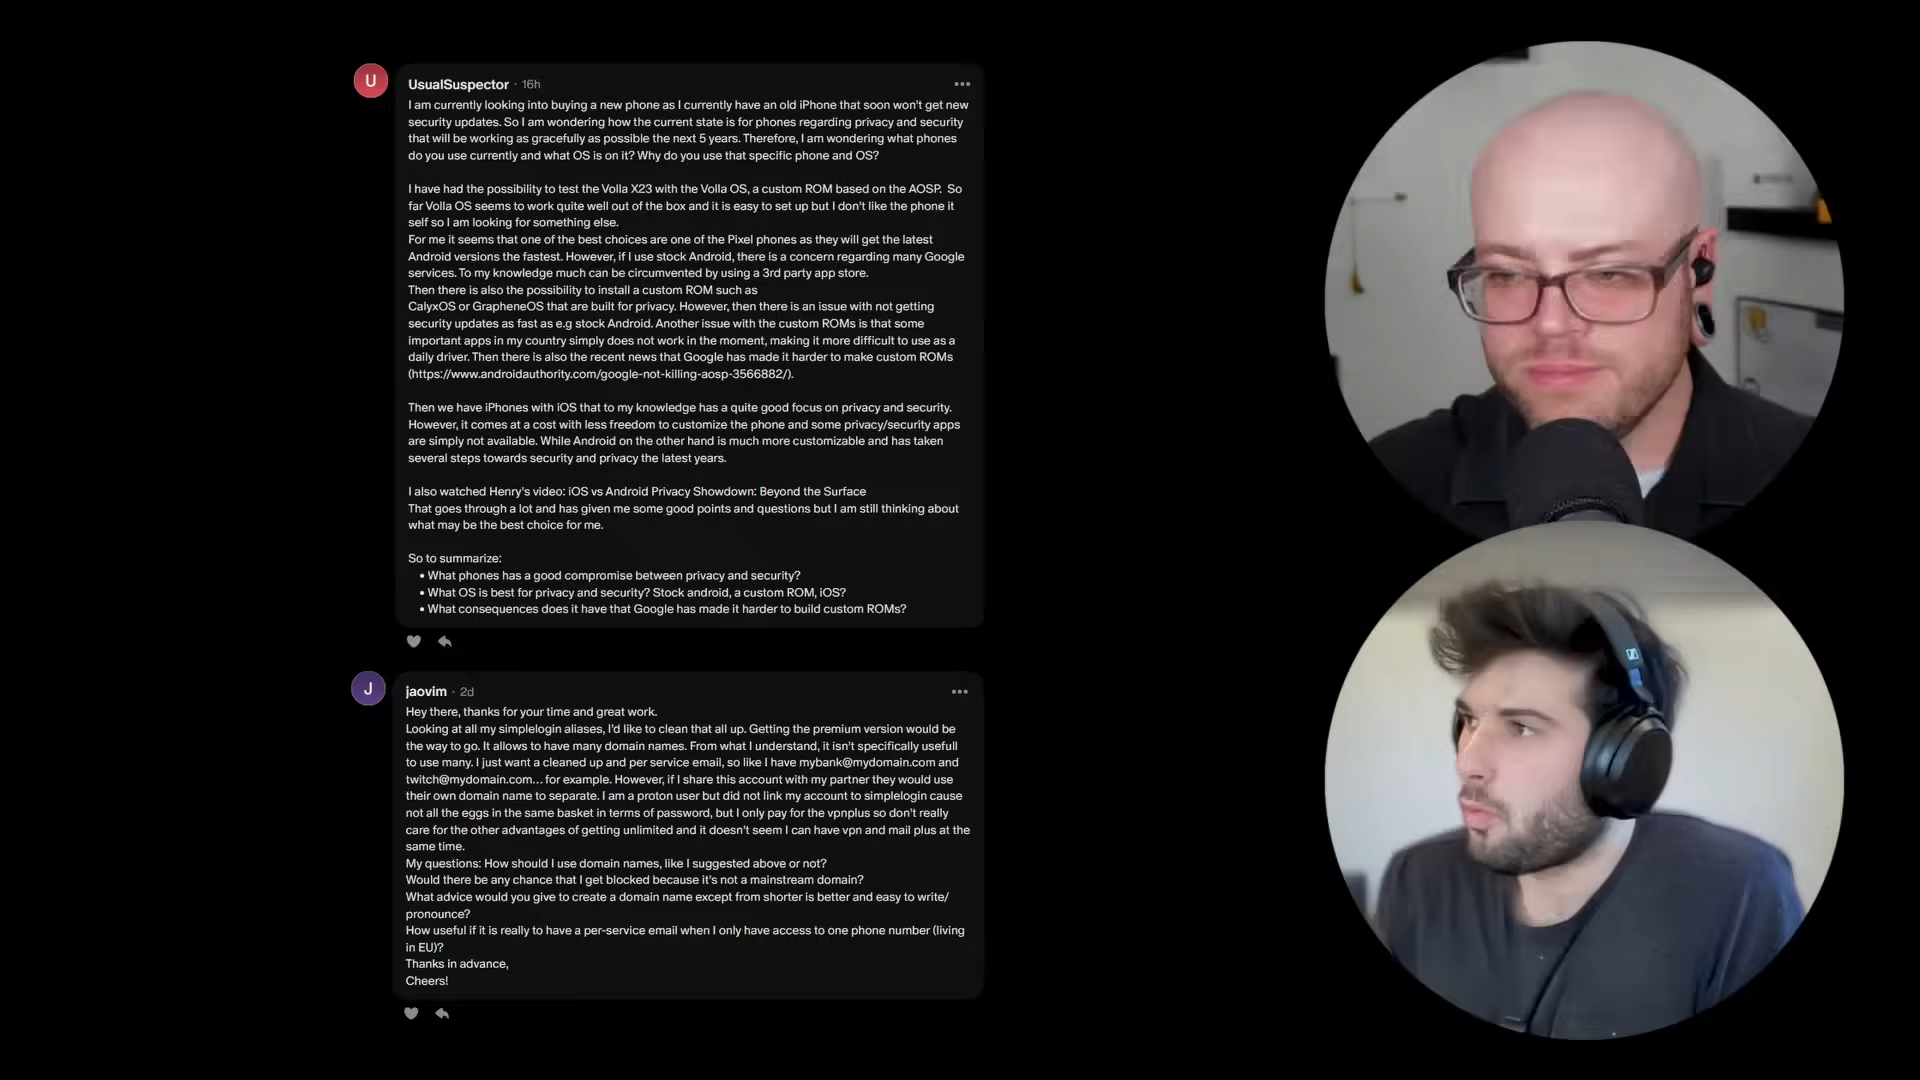 U
UsualSuspector · 16h
I am currently looking into buying a new phone as I currently have an old iPhone that soon won't get new
security updates. So I am wondering how the current state is for phones regarding privacy and security
that will be working as gracefully as possible the next 5 years. Therefore, I am wondering what phones
do you use currently and what OS is on it? Why do you use that specific phone and OS?
I have had the possibility to test the Volla X23 with the Volla OS, a custom ROM based on the AOSP. So
far Volla OS seems to work quite well out of the box and it is easy to set up but I don't like the phone it
self so I am looking for something else.
For me it seems that one of the best choices are one of the Pixel phones as they will get the latest
Android versions the fastest. However, if I use stock Android, there is a concern regarding many Google
services. To my knowledge much can be circumvented by using a 3rd party app store.
Then there is also the possibility to install a custom ROM such as
CalyxOS or GrapheneOS that are built for privacy. However, then there is an issue with not getting
security updates as fast as e.g stock Android. Another issue with the custom ROMs is that some
important apps in my country simply does not work in the moment, making it more difficult to use as a
daily driver. Then there is also the recent news that Google has made it harder to make custom ROMs
(https://www.androidauthority.com/google-not-killing-aosp-3566882/).
Then we have iPhones with iOS that to my knowledge has a quite good focus on privacy and security.
However, it comes at a cost with less freedom to customize the phone and some privacy/security apps
are simply not available. While Android on the other hand is much more customizable and has taken
several steps towards security and privacy the latest years.
I also watched Henry's video: iOS vs Android Privacy Showdown: Beyond the Surface
That goes through a lot and has given me some good points and questions but I am still thinking about
what may be the best choice for me.
So to summarize:
• What phones has a good compromise between privacy and security?
• What OS is best for privacy and security? Stock android, a custom ROM, iOS?
• What consequences does it have that Google has made it harder to build custom ROMs?
J
jaovim · 2d
Hey there, thanks for your time and great work.
Looking at all my simplelogin aliases, I'd like to clean that all up. Getting the premium version would be
the way to go. It allows to have many domain names. From what I understand, it isn't specifically usefull
to use many. I just want a cleaned up and per service email, so like I have mybank@mydomain.com and
twitch@mydomain.com... for example. However, if I share this account with my partner they would use
their own domain name to separate. I am a proton user but did not link my account to simplelogin cause
not all the eggs in the same basket in terms of password, but I only pay for the vpnplus so don't really
care for the other advantages of getting unlimited and it doesn't seem I can have vpn and mail plus at the
same time.
My questions: How should I use domain names, like I suggested above or not?
Would there be any chance that I get blocked because it's not a mainstream domain?
What advice would you give to create a domain name except from shorter is better and easy to write/
pronounce?
How useful if it is really to have a per-service email when I only have access to one phone number (living
in EU)?
Thanks in advance,
Cheers!